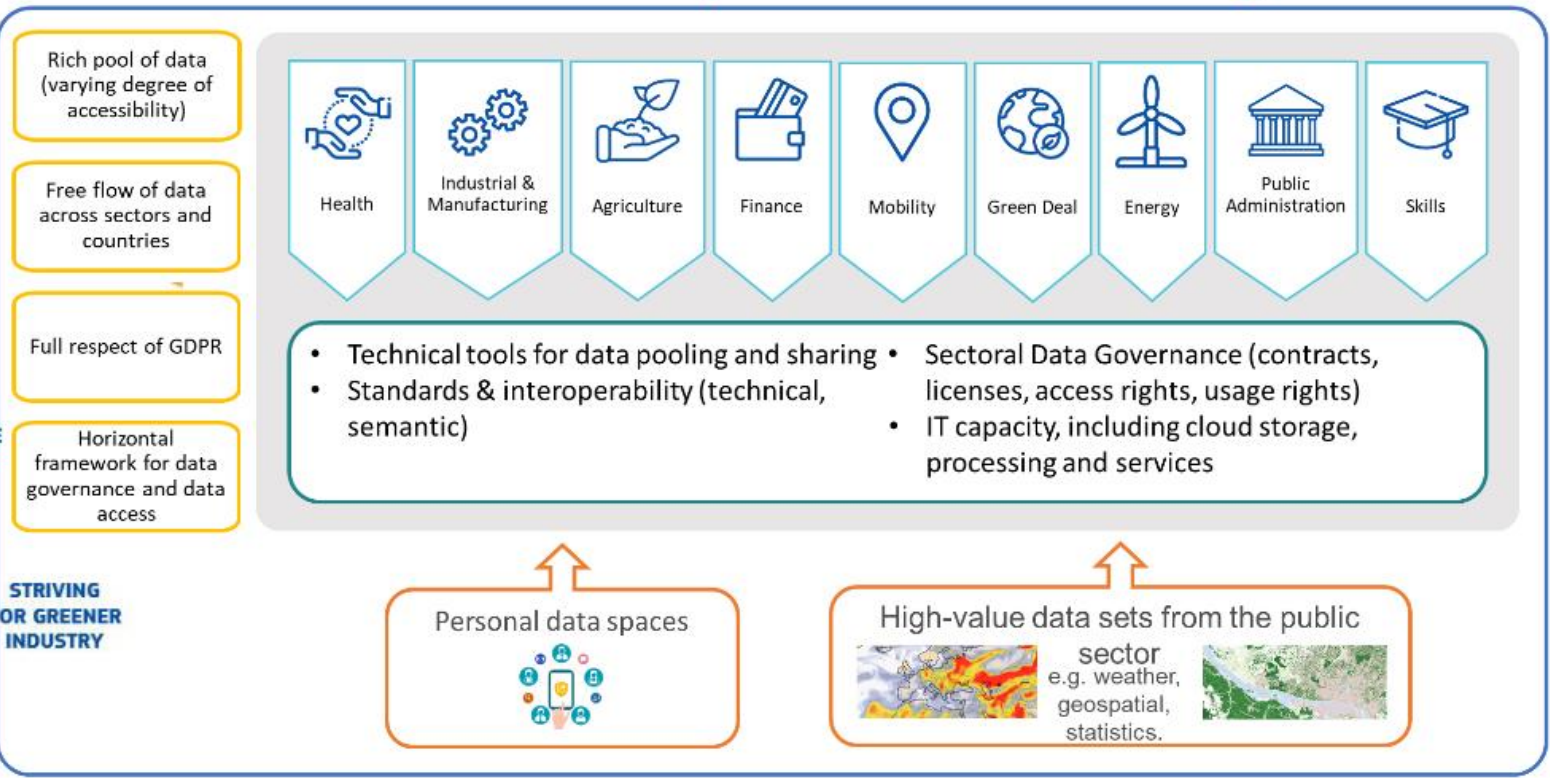 Rich pool of data
(varying degree of
accessibility)
Free flow of data
across sectors and
countries
Full respect of GDPR
Horizontal
framework for data
governance and data
access
Health
Industrial &
Manufacturing
Agriculture
Finance
Mobility
Green Deal
Energy
Public
Administration
Skills
• Technical tools for data pooling and sharing
• Standards & interoperability (technical,
semantic)
• Sectoral Data Governance (contracts,
licenses, access rights, usage rights)
• IT capacity, including cloud storage,
processing and services
STRIVING
OR GREENER
INDUSTRY
Personal data spaces
High-value data sets from the public
sector
e.g. weather,
geospatial,
statistics.